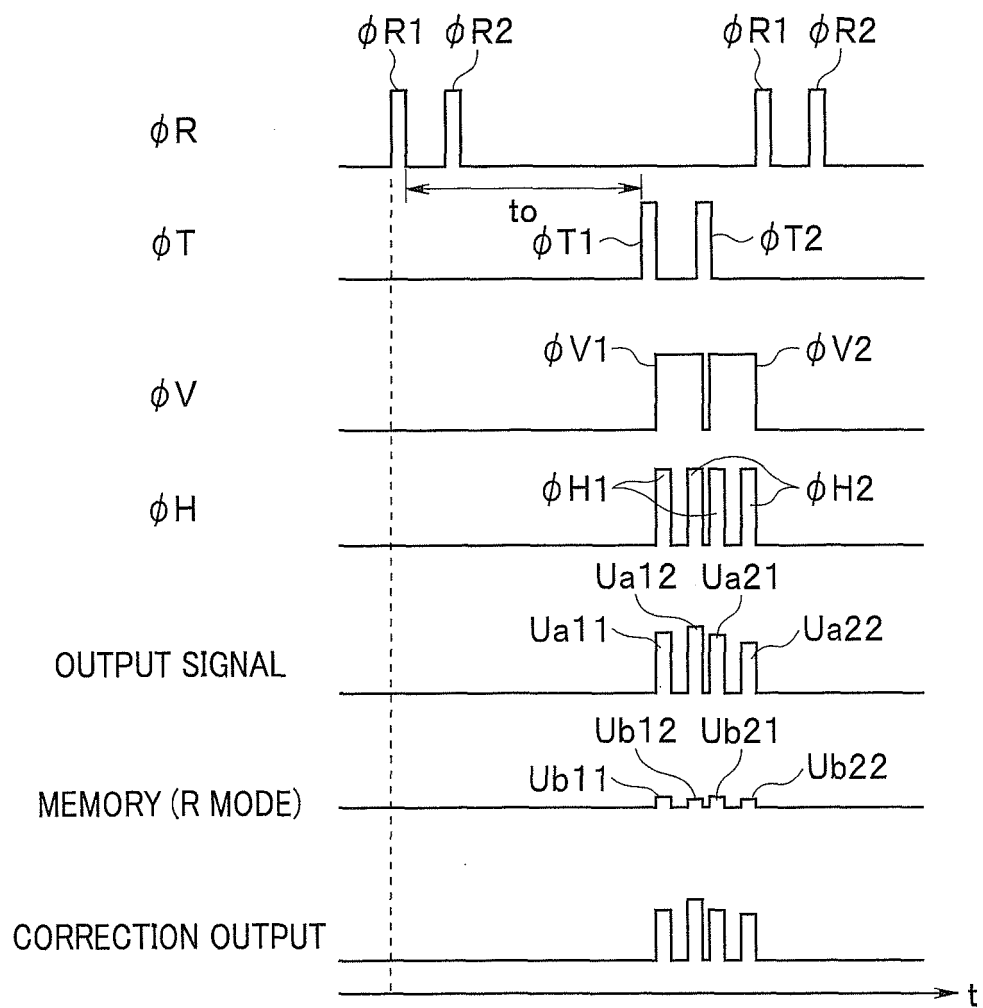 ϕR1 ϕR2 ϕR1 ϕR2
ϕR
to
ϕT ϕT1 ϕT2
ϕV1 ϕV2
ϕV
ϕH1 ϕH2
ϕH
Ua12 Ua21
Ua11 Ua22
OUTPUT SIGNAL
Ub12 Ub21
Ub11 Ub22
MEMORY (R MODE)
CORRECTION OUTPUT
t